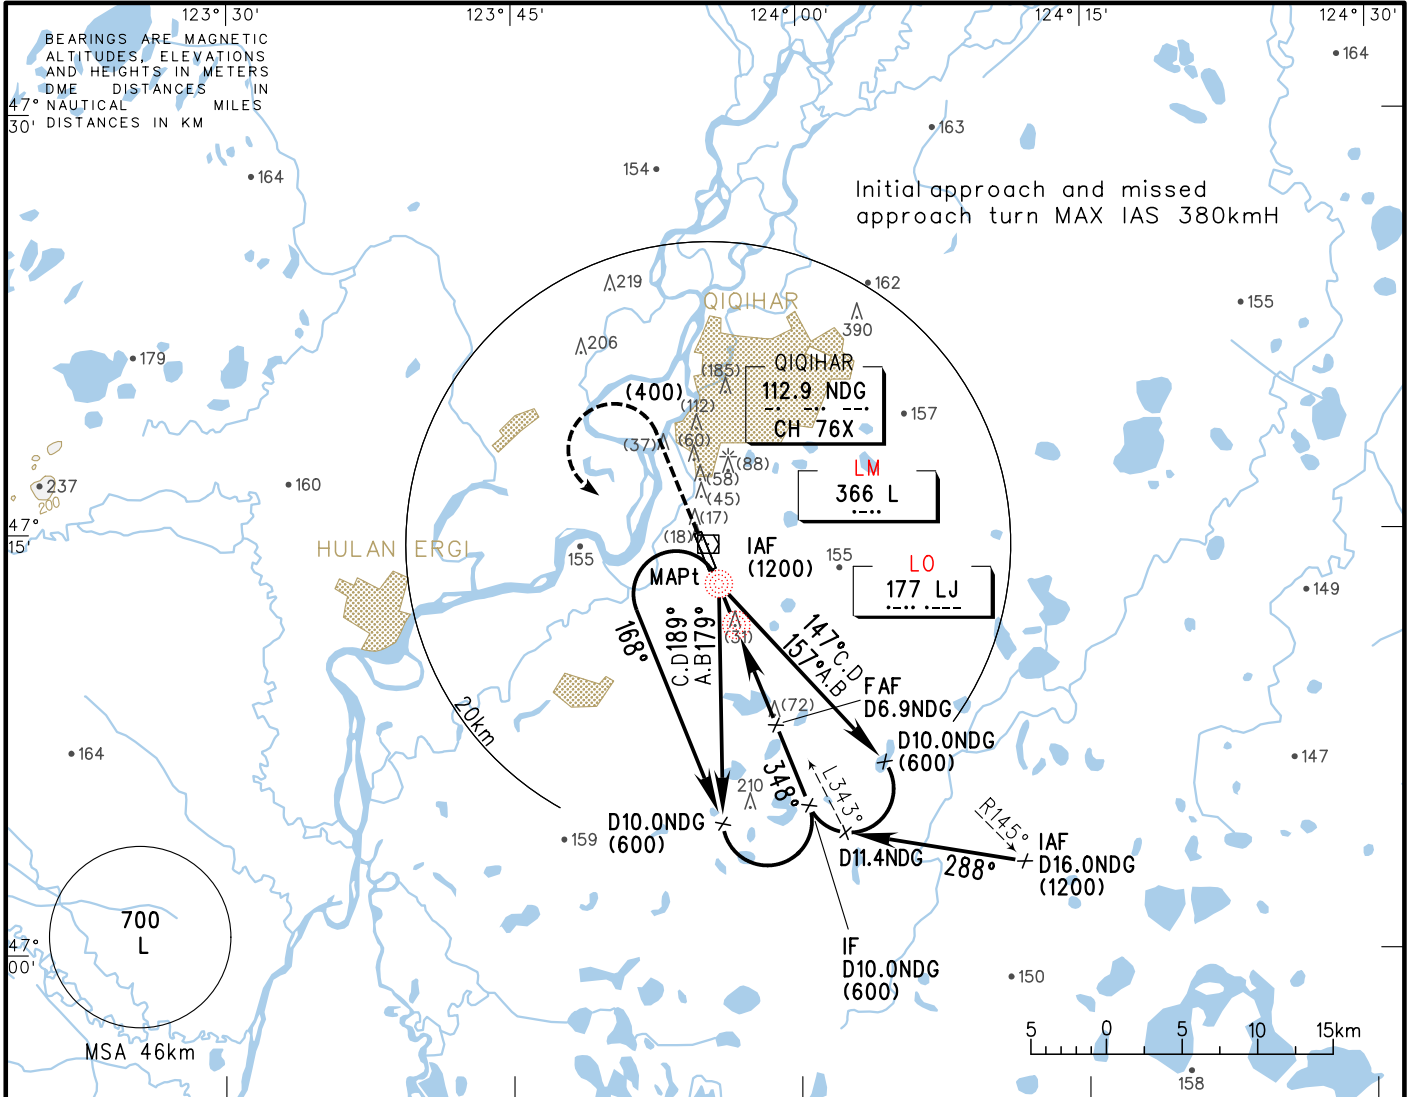 123° 30'
123° 45'
124° 00'
124° 15'
124° 30'
BEARINGS ARE MAGNETIC
ALTITUDES, ELEVATIONS
AND HEIGHTS IN METERS
DME DISTANCES IN
NAUTICAL MILES
DISTANCES IN KM
47°
30'
164
163
154
164
Initial approach and missed
approach turn MAX IAS 380kmH
219
162
155
QIQIHAR
390
206
179
QIQIHAR
112.9 NDG
CH 76X
(185)
(400)
(112)
157
(37)
(60)
(88)
LM
366 L
(58)
(45)
237
200
160
(17)
47°
15'
(18)
HULAN ERGI
155
IAF
(1200)
155
LO
177 LJ
MAPt
149
(31)
168°
C.D189°
A.B179°
147°C.D
157°A.B
FAF
D6.9NDG
(72)
20km
D10.0NDG
(600)
164
147
348°
L343°
210
R145°
D10.0NDG
(600)
159
D11.4NDG
288°
IAF
D16.0NDG
(1200)
700
L
47°
00'
IF
D10.0NDG
(600)
150
MSA 46km
5 0 5 10 15km
158